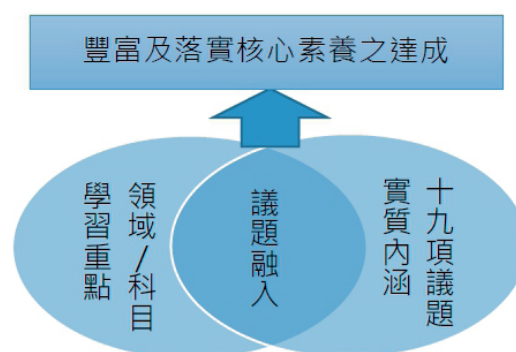 豐富及落實核心素養之達成
領域/科目
學習重點
議題融入
十九項議題
實質內涵